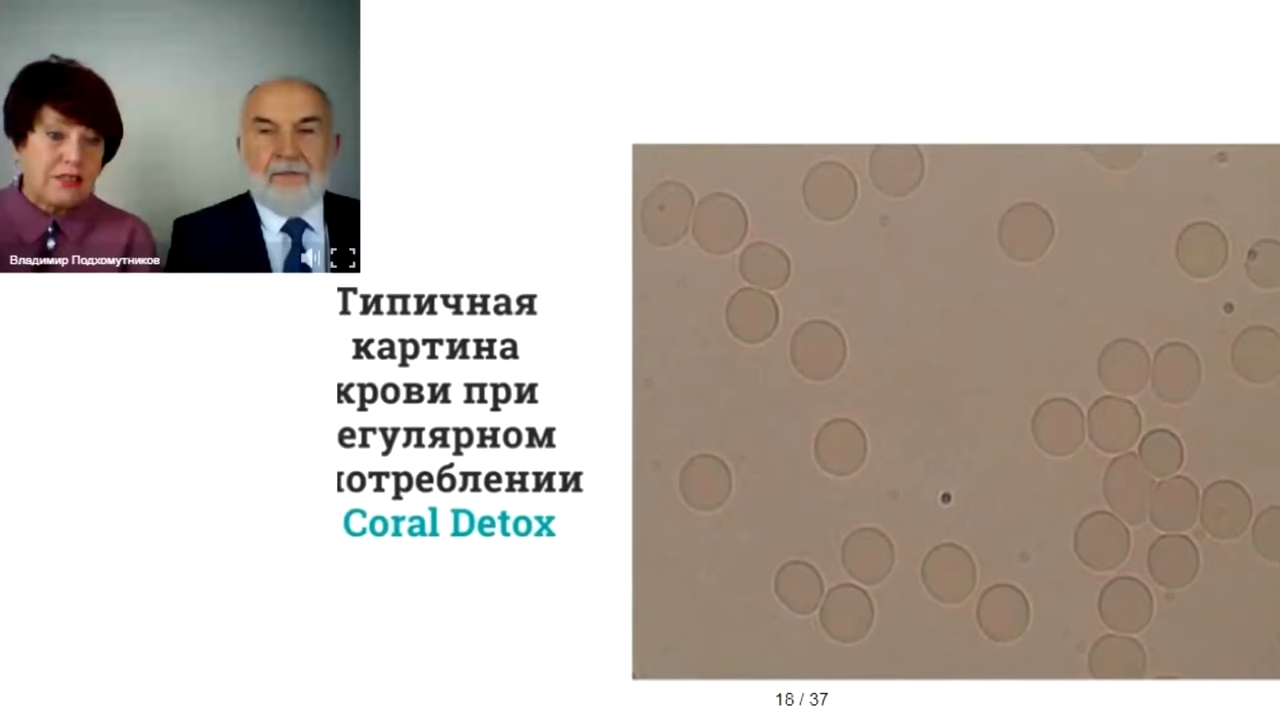 Владимир Подхомутников
Типичная
картина
крови при
егулярном
потреблении
Coral Detox
18 / 37